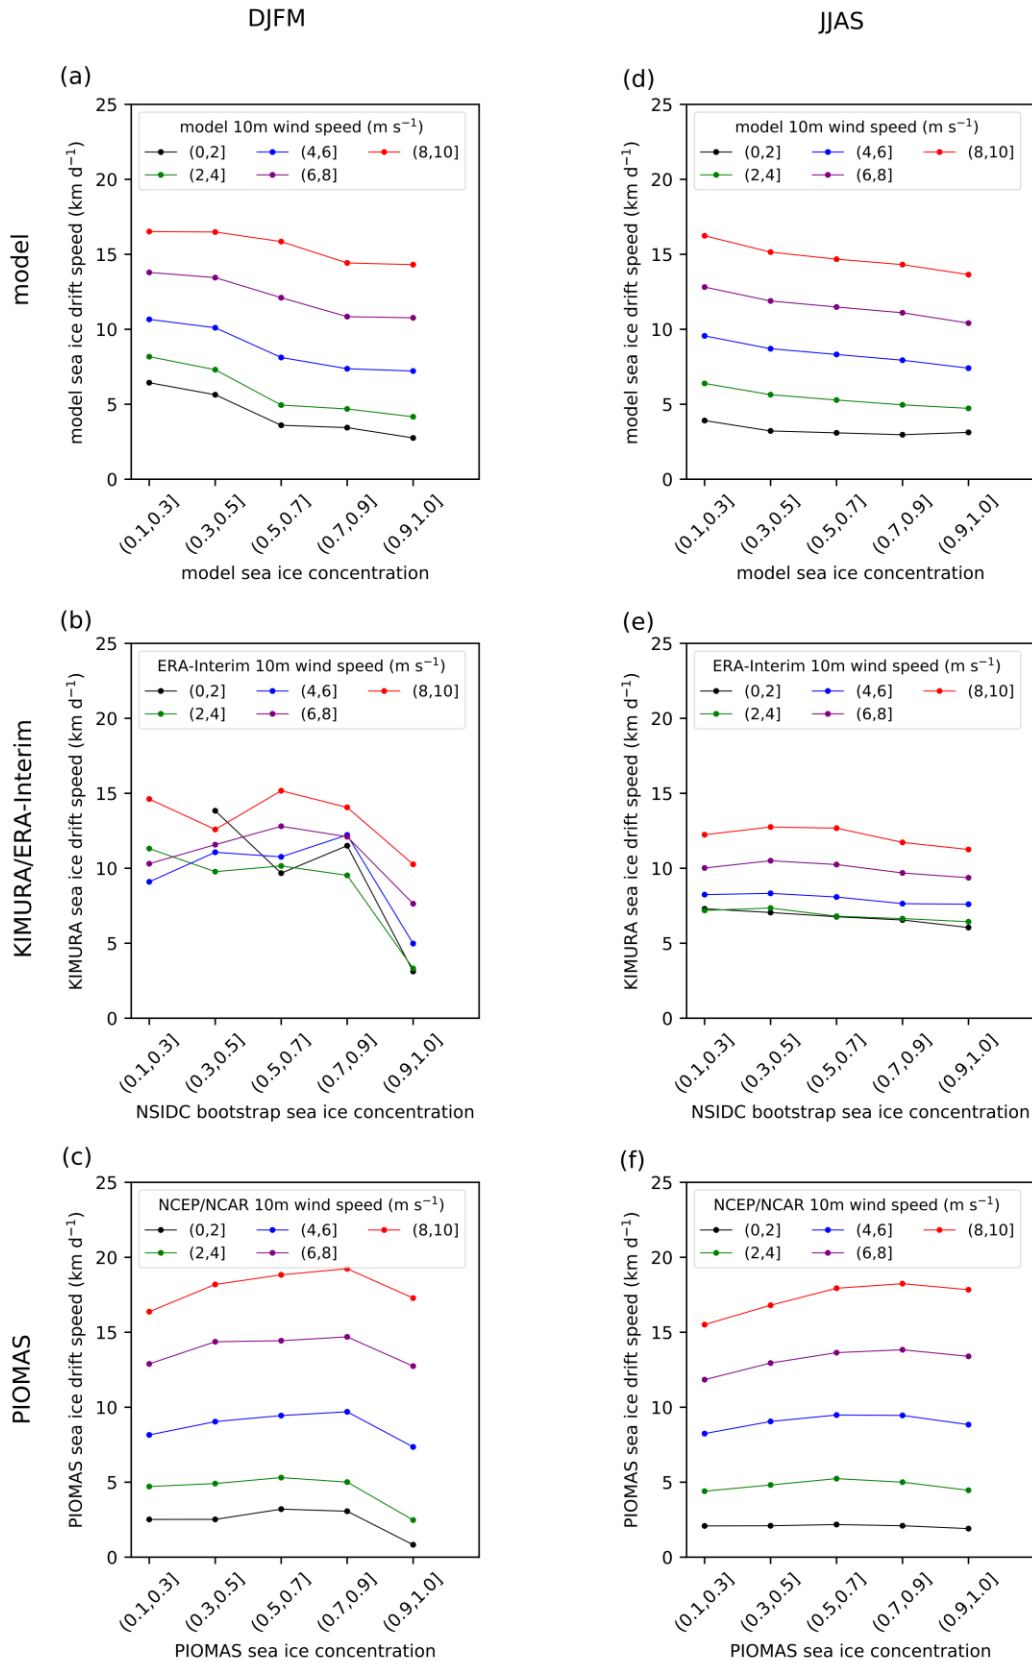 DJFM
JJAS
model
(a)
25
20
15
10
5
0
model sea ice drift speed (km d⁻¹)
model 10m wind speed (m s⁻¹)
(0,2] (4,6] (8,10]
(2,4] (6,8]
(0.1,0.3] (0.3,0.5] (0.5,0.7] (0.7,0.9] (0.9,1.0]
model sea ice concentration
(d)
25
20
15
10
5
0
model sea ice drift speed (km d⁻¹)
model 10m wind speed (m s⁻¹)
(0,2] (4,6] (8,10]
(2,4] (6,8]
(0.1,0.3] (0.3,0.5] (0.5,0.7] (0.7,0.9] (0.9,1.0]
model sea ice concentration
KIMURA/ERA-Interim
(b)
25
20
15
10
5
0
KIMURA sea ice drift speed (km d⁻¹)
ERA-Interim 10m wind speed (m s⁻¹)
(0,2] (4,6] (8,10]
(2,4] (6,8]
(0.1,0.3] (0.3,0.5] (0.5,0.7] (0.7,0.9] (0.9,1.0]
NSIDC bootstrap sea ice concentration
(e)
25
20
15
10
5
0
KIMURA sea ice drift speed (km d⁻¹)
ERA-Interim 10m wind speed (m s⁻¹)
(0,2] (4,6] (8,10]
(2,4] (6,8]
(0.1,0.3] (0.3,0.5] (0.5,0.7] (0.7,0.9] (0.9,1.0]
NSIDC bootstrap sea ice concentration
PIOMAS
(c)
25
20
15
10
5
0
PIOMAS sea ice drift speed (km d⁻¹)
NCEP/NCAR 10m wind speed (m s⁻¹)
(0,2] (4,6] (8,10]
(2,4] (6,8]
(0.1,0.3] (0.3,0.5] (0.5,0.7] (0.7,0.9] (0.9,1.0]
PIOMAS sea ice concentration
(f)
25
20
15
10
5
0
PIOMAS sea ice drift speed (km d⁻¹)
NCEP/NCAR 10m wind speed (m s⁻¹)
(0,2] (4,6] (8,10]
(2,4] (6,8]
(0.1,0.3] (0.3,0.5] (0.5,0.7] (0.7,0.9] (0.9,1.0]
PIOMAS sea ice concentration